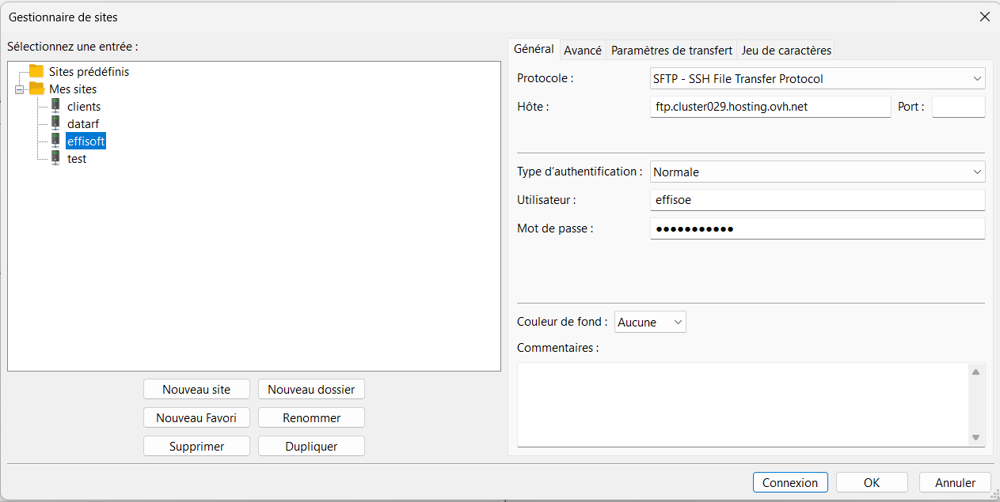 Gestionnaire de sites
Sélectionnez une entrée :
Sites prédéfinis
Mes sites
clients
datarf
effisoft
test
Nouveau site
Nouveau dossier
Nouveau Favori
Renommer
Supprimer
Dupliquer
Général
Avancé
Paramètres de transfert
Jeu de caractères
Protocole :
SFTP - SSH File Transfer Protocol
Hôte :
ftp.cluster029.hosting.ovh.net
Port :
Type d'authentification :
Normale
Utilisateur :
effisoe
Mot de passe :
●●●●●●●●●●●
Couleur de fond :
Aucune
Commentaires :
Connexion
OK
Annuler